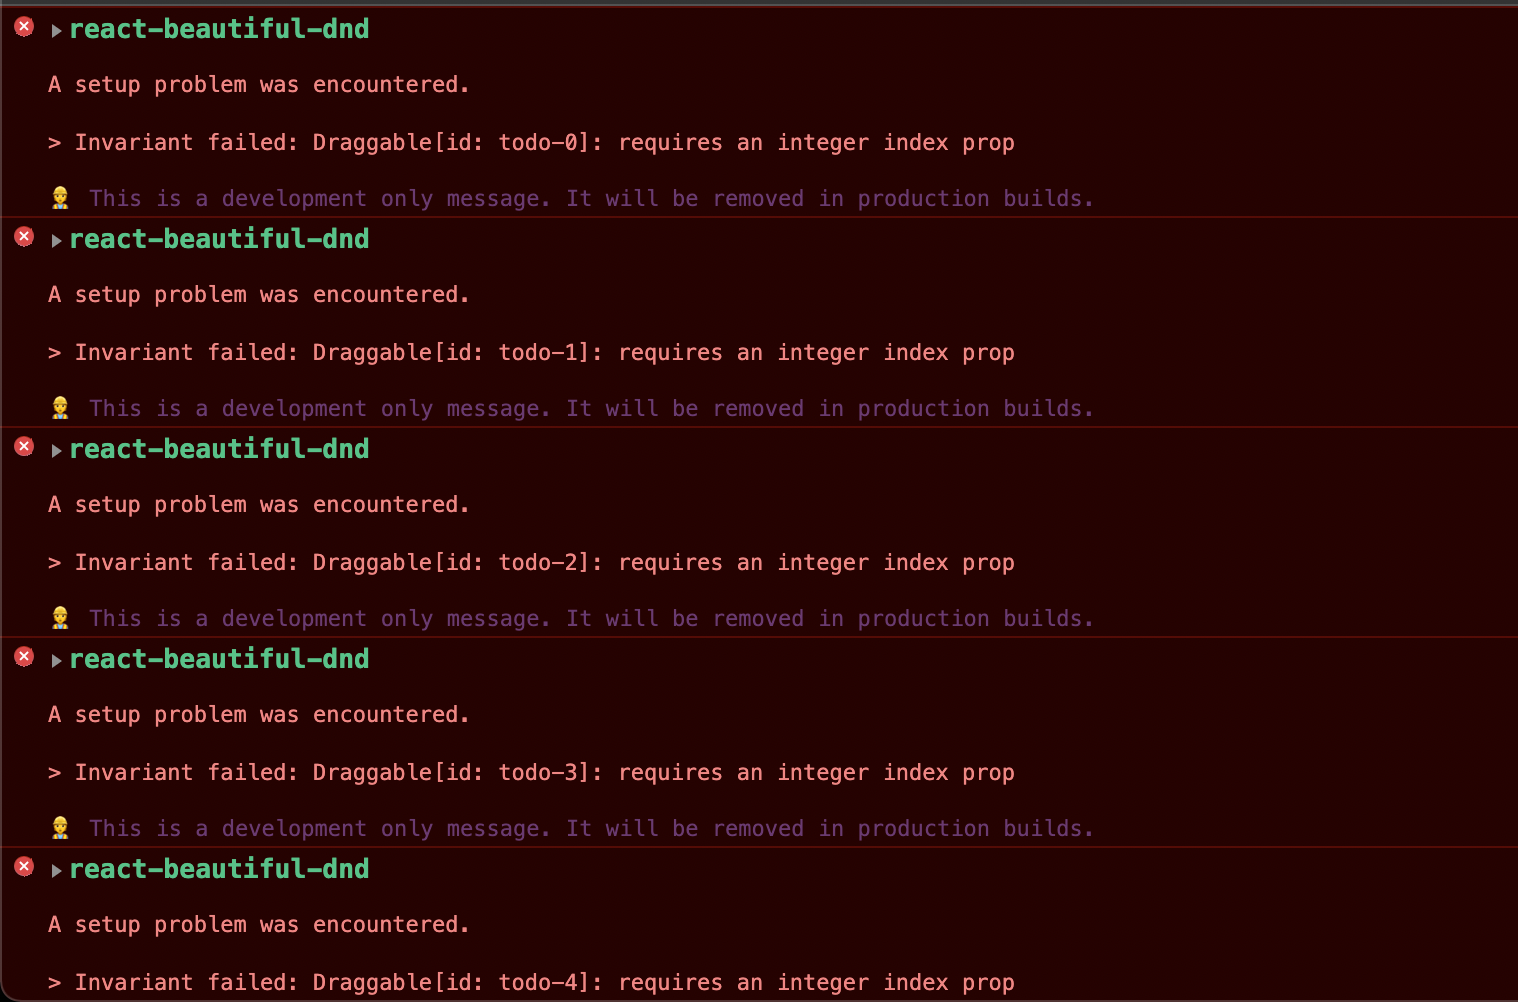 react-beautiful-dnd
A setup problem was encountered.
> Invariant failed: Draggable[id: todo-0]: requires an integer index prop
👷 This is a development only message. It will be removed in production builds.
react-beautiful-dnd
A setup problem was encountered.
> Invariant failed: Draggable[id: todo-1]: requires an integer index prop
👷 This is a development only message. It will be removed in production builds.
react-beautiful-dnd
A setup problem was encountered.
> Invariant failed: Draggable[id: todo-2]: requires an integer index prop
👷 This is a development only message. It will be removed in production builds.
react-beautiful-dnd
A setup problem was encountered.
> Invariant failed: Draggable[id: todo-3]: requires an integer index prop
👷 This is a development only message. It will be removed in production builds.
react-beautiful-dnd
A setup problem was encountered.
> Invariant failed: Draggable[id: todo-4]: requires an integer index prop